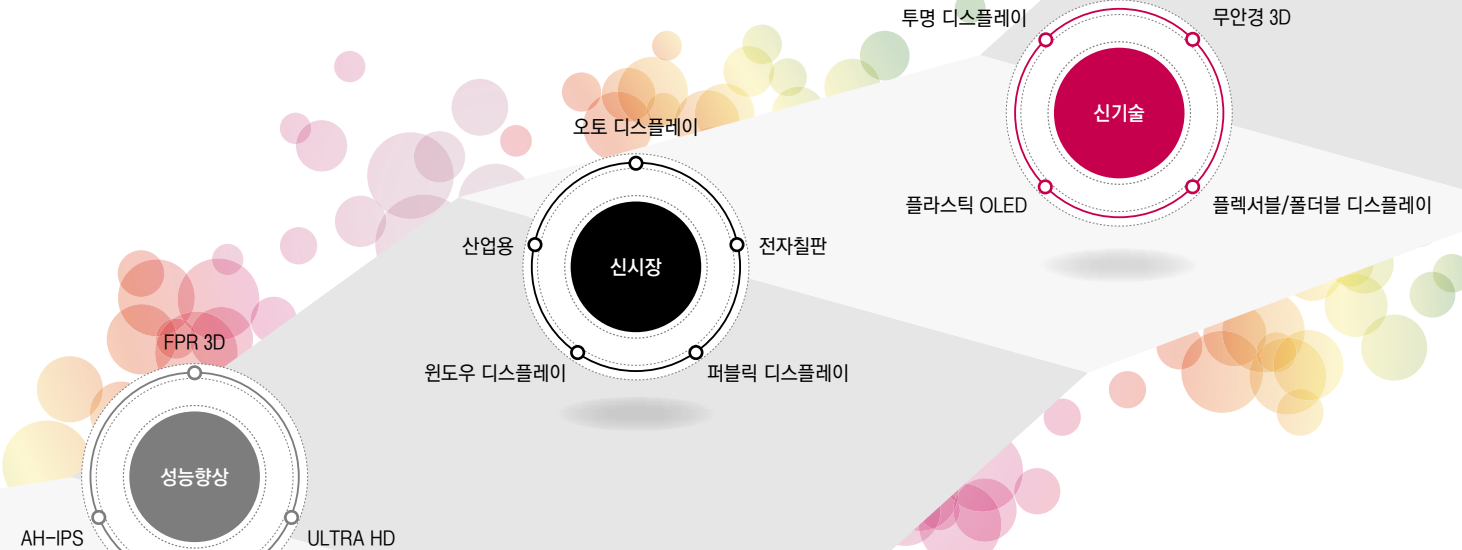 투명 디스플레이
무안경 3D
신기술
플라스틱 OLED
플렉서블/폴더블 디스플레이
오토 디스플레이
산업용
신시장
전자칠판
윈도우 디스플레이
퍼블릭 디스플레이
FPR 3D
성능향상
AH-IPS
ULTRA HD